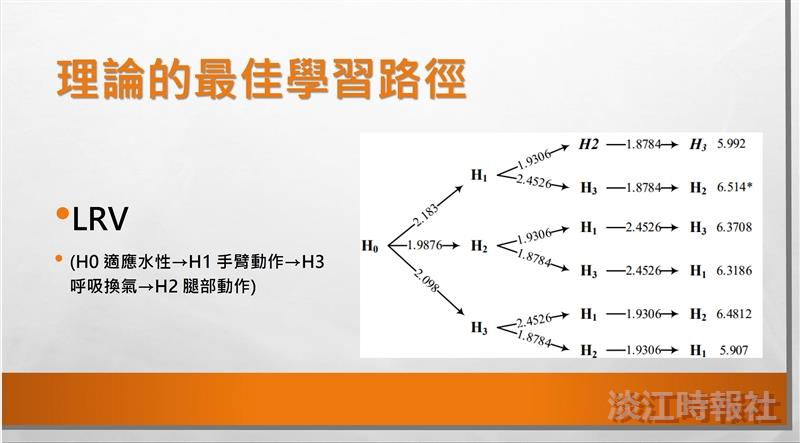 理論的最佳學習路徑
•LRV
• (H0 適應水性→H1 手臂動作→H3
呼吸換氣→H2 腿部動作)
H₀
2.183
1.9876
2.098
H₁
1.9306
2.4526
H2 1.8784 H₃ 5.992
H₃ 1.8784 H₂ 6.514*
H₂
1.9306
1.8784
H₁ 2.4526 H₃ 6.3708
H₃ 2.4526 H₁ 6.3186
H₃
2.4526
1.8784
H₁ 1.9306 H₂ 6.4812
H₂ 1.9306 H₁ 5.907
淡江時報社